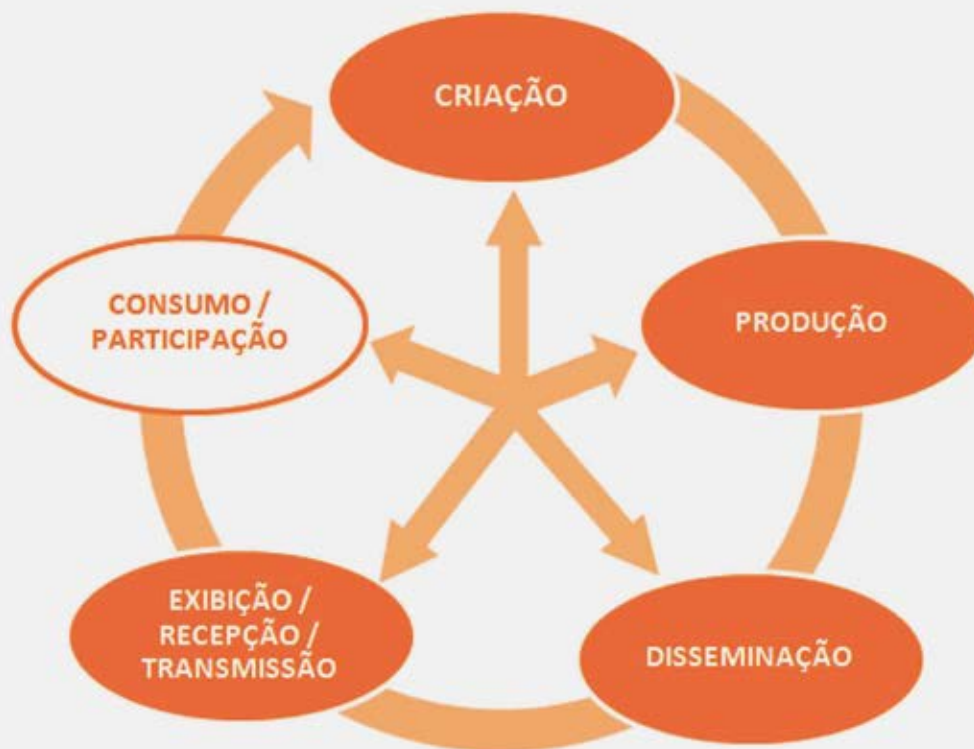 CRIAÇÃO
PRODUÇÃO
DISSEMINAÇÃO
EXIBIÇÃO /
RECEPÇÃO /
TRANSMISSÃO
CONSUMO /
PARTICIPAÇÃO